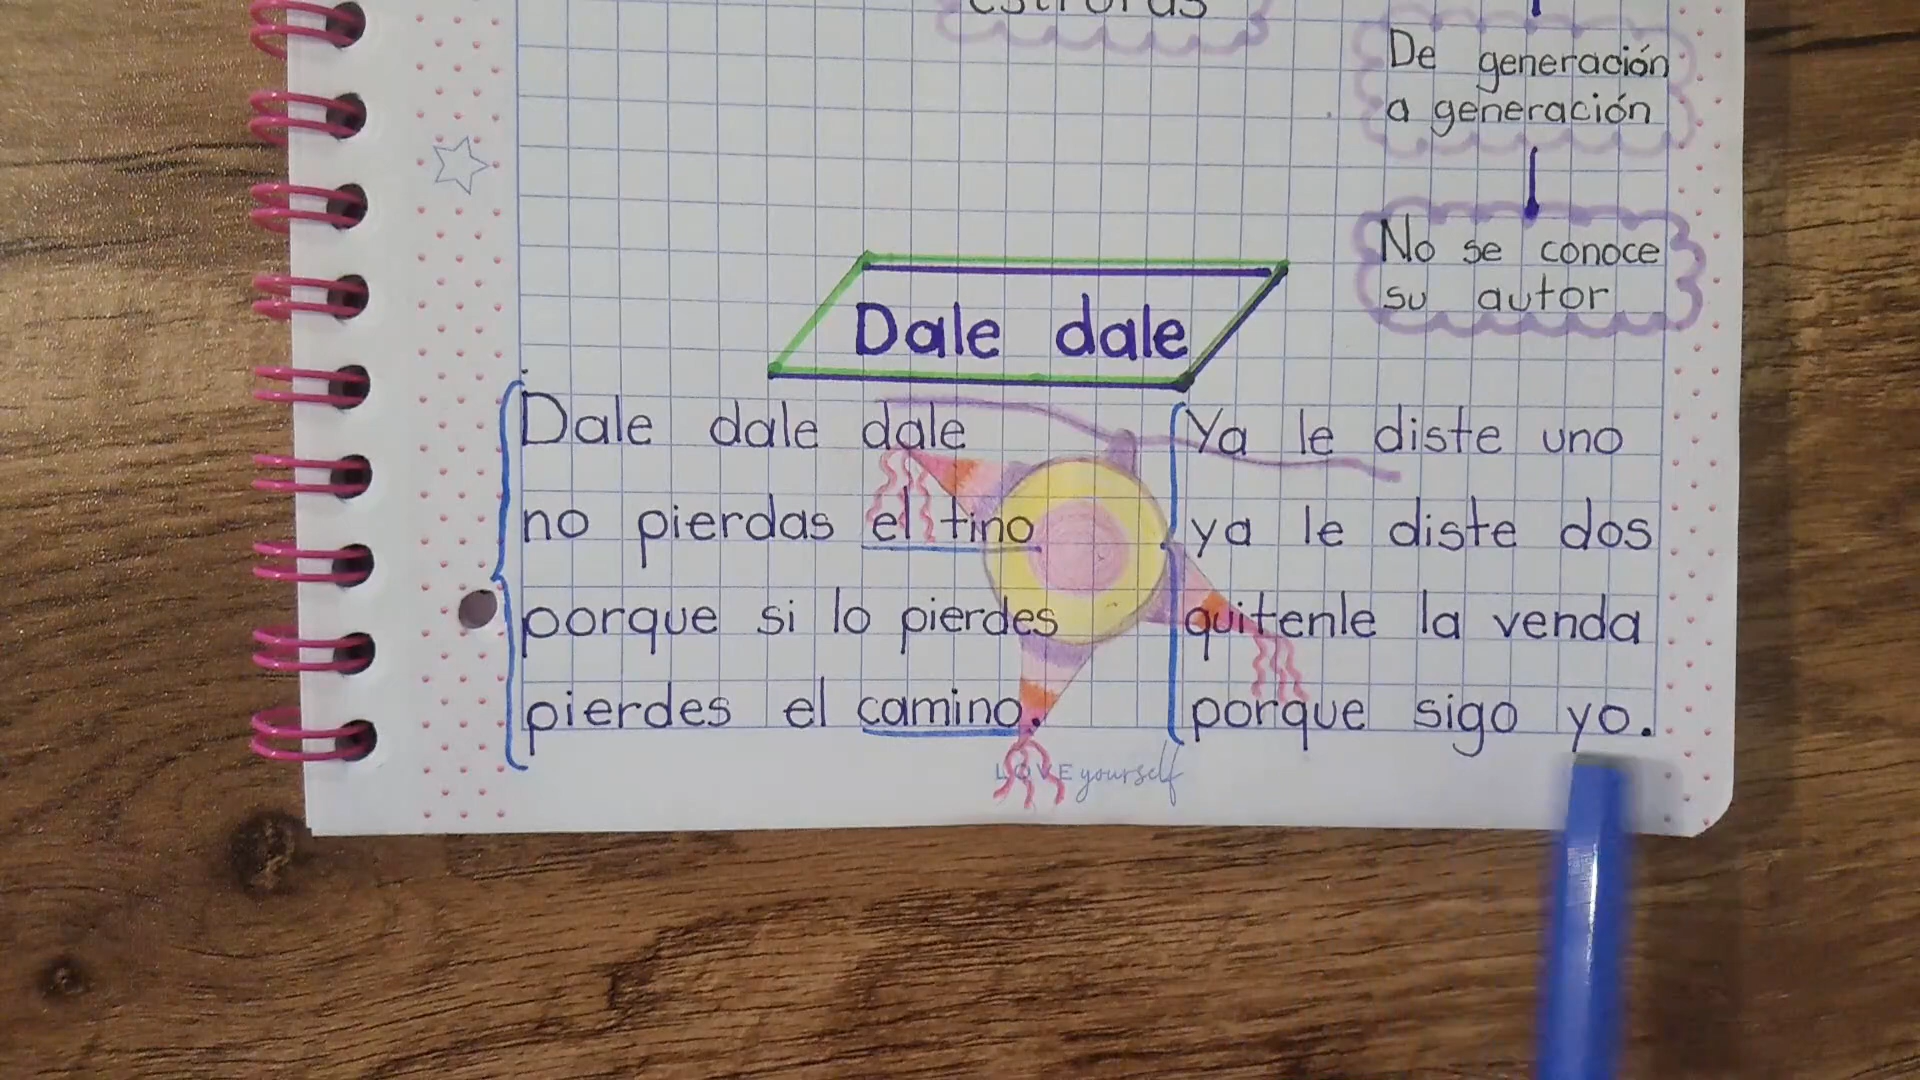 estrofas
De generación
a generación
No se conoce
su autor
Dale dale
Dale dale dale
no pierdas el tino
porque si lo pierdes
pierdes el camino.
Ya le diste uno
ya le diste dos
quitenle la venda
porque sigo yo.
LOVE yourself